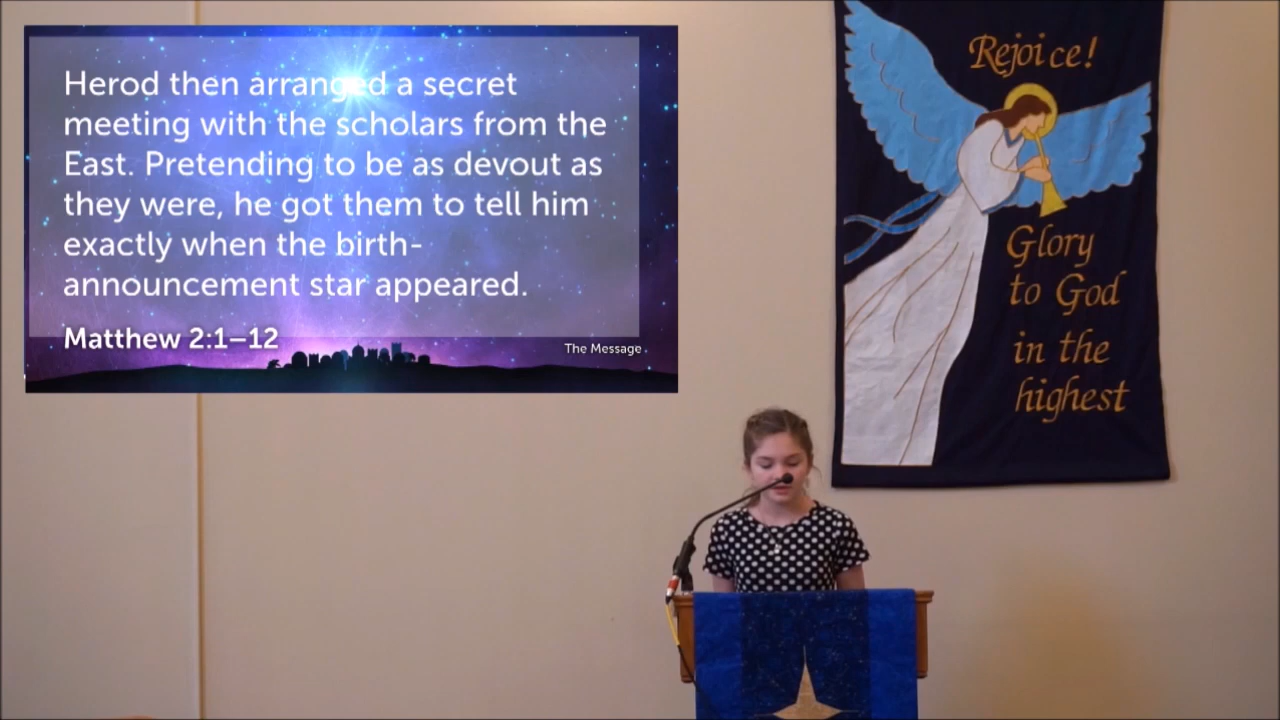 Herod then arranged a secret
meeting with the scholars from the
East. Pretending to be as devout as
they were, he got them to tell him
exactly when the birth-
announcement star appeared.
Matthew 2:1–12
The Message
Rejoice!
Glory
to God
in the
highest